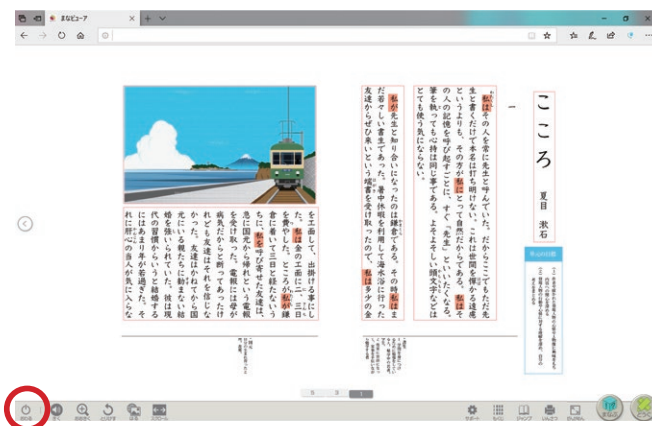 まなビューア
こころ
夏目 漱石
一
私はその人を常に先生と呼んでいた。だからここでもただ先
生と書くだけで本名は打ち明けない。これは世間を憚かる遠慮
というよりも、その方が私にとって自然だからである。私はそ
の人の記憶を呼び起すごとに、すぐ「先生」といいたくなる。
筆を執っても心持は同じ事である。よそよそしい頭文字などは
とても使う気にならない。
私が先生と知り合いになったのは鎌倉である。その時私はま
だ若々しい書生であった。暑中休暇を利用して海水浴に行った
友達からぜひ来いという端書を受け取ったので、私は多少の金
を工面して、出掛ける事にし
た。私は金の工面に二、三日
を費やした。ところが私が鎌
倉に着いて三日と経たないう
ちに、私を呼び寄せた友達は、
急に国元から帰れという電報
を受け取った。電報には母が
病気だからと断ってあったけ
れども友達はそれを信じな
かった。友達はかねてから国
元にいる親たちに勧まない結
婚を強いられていた。彼は現
代の習慣からいうと結婚する
にはあまり年が若過ぎた。そ
れに肝心の当人が気に入らな
5 3 1